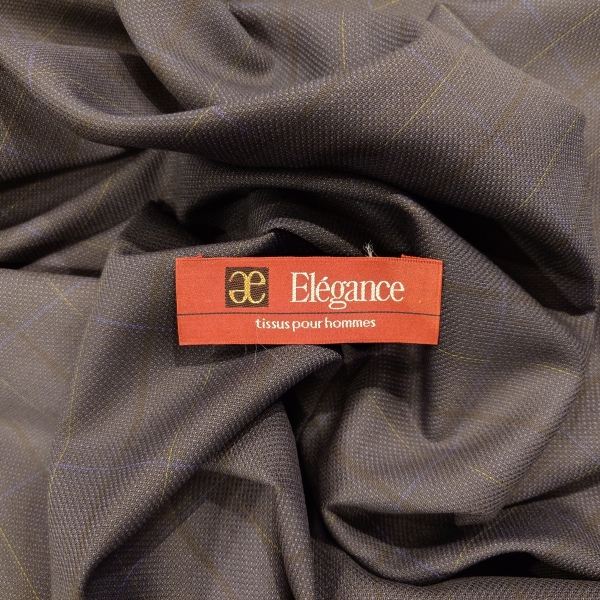 æ Elégance
tissus pour hommes